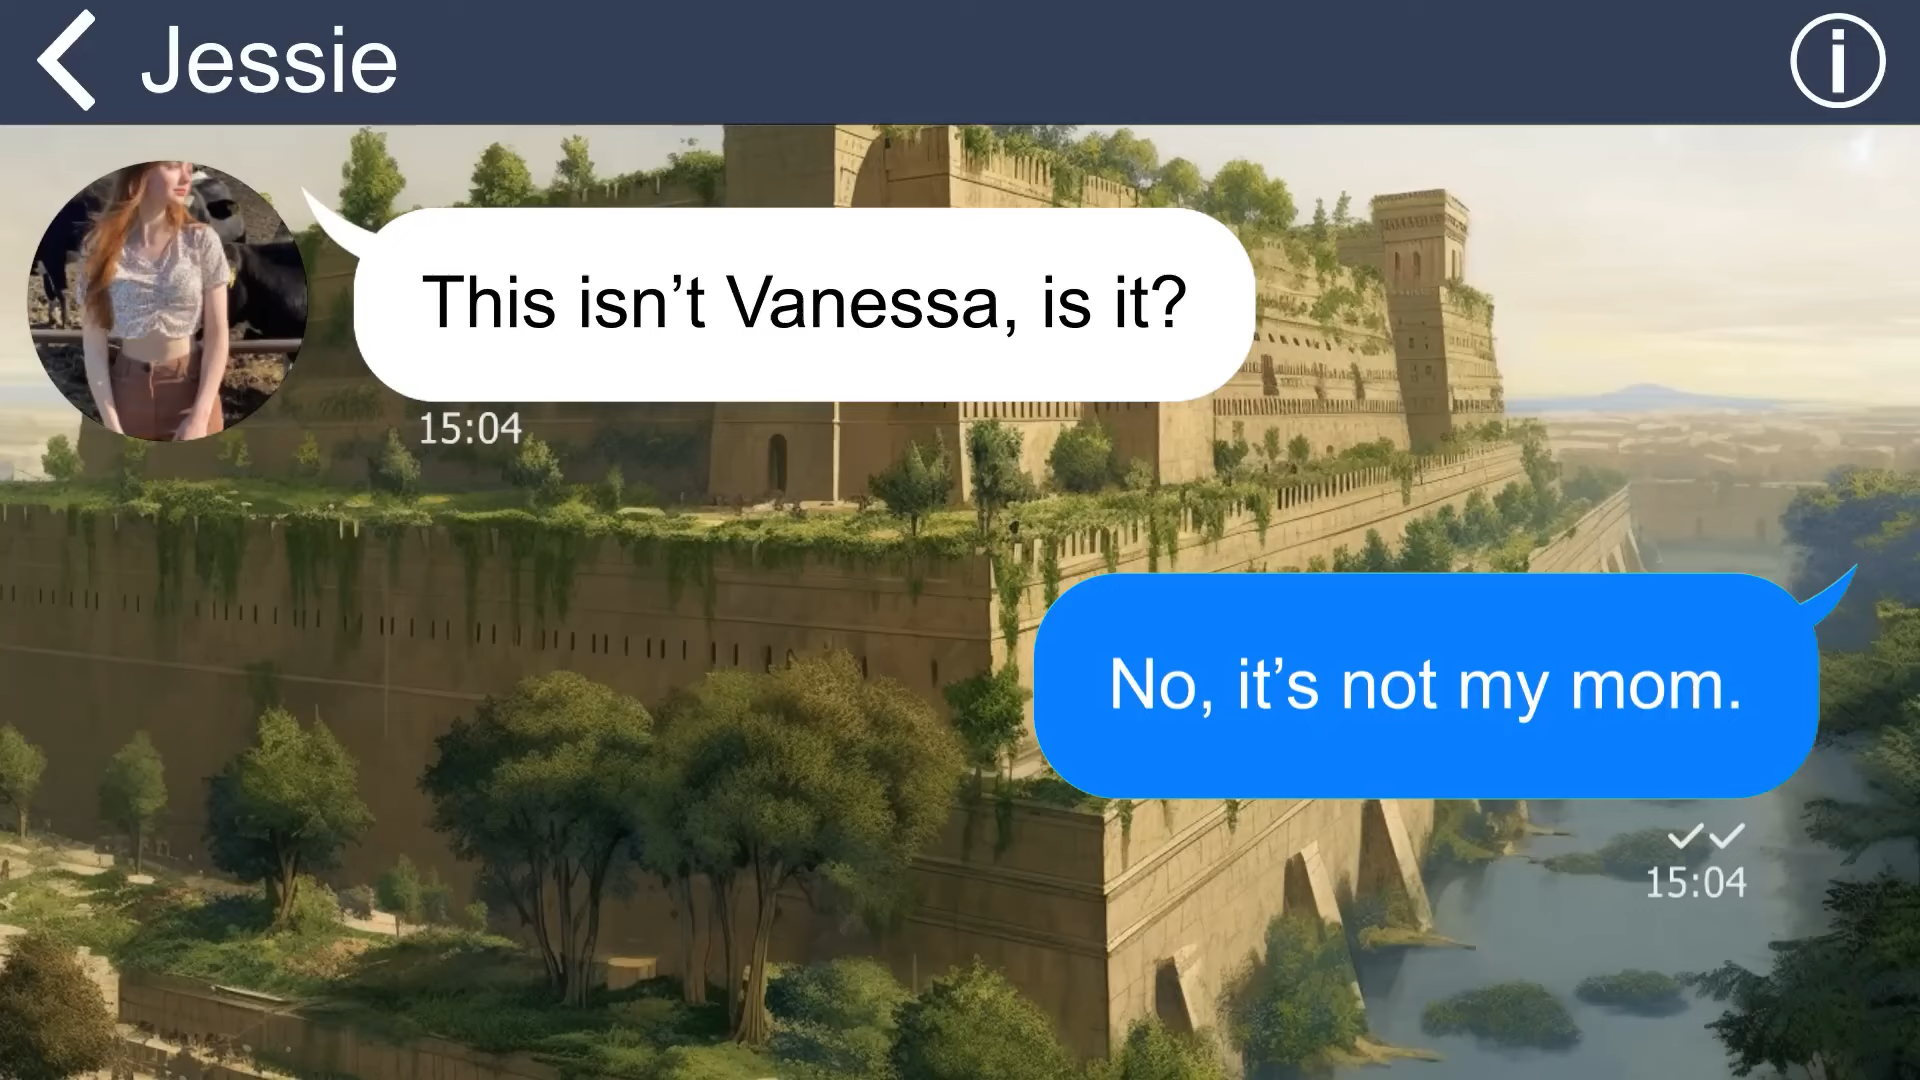 Jessie
This isn’t Vanessa, is it?
15:04
No, it’s not my mom.
15:04